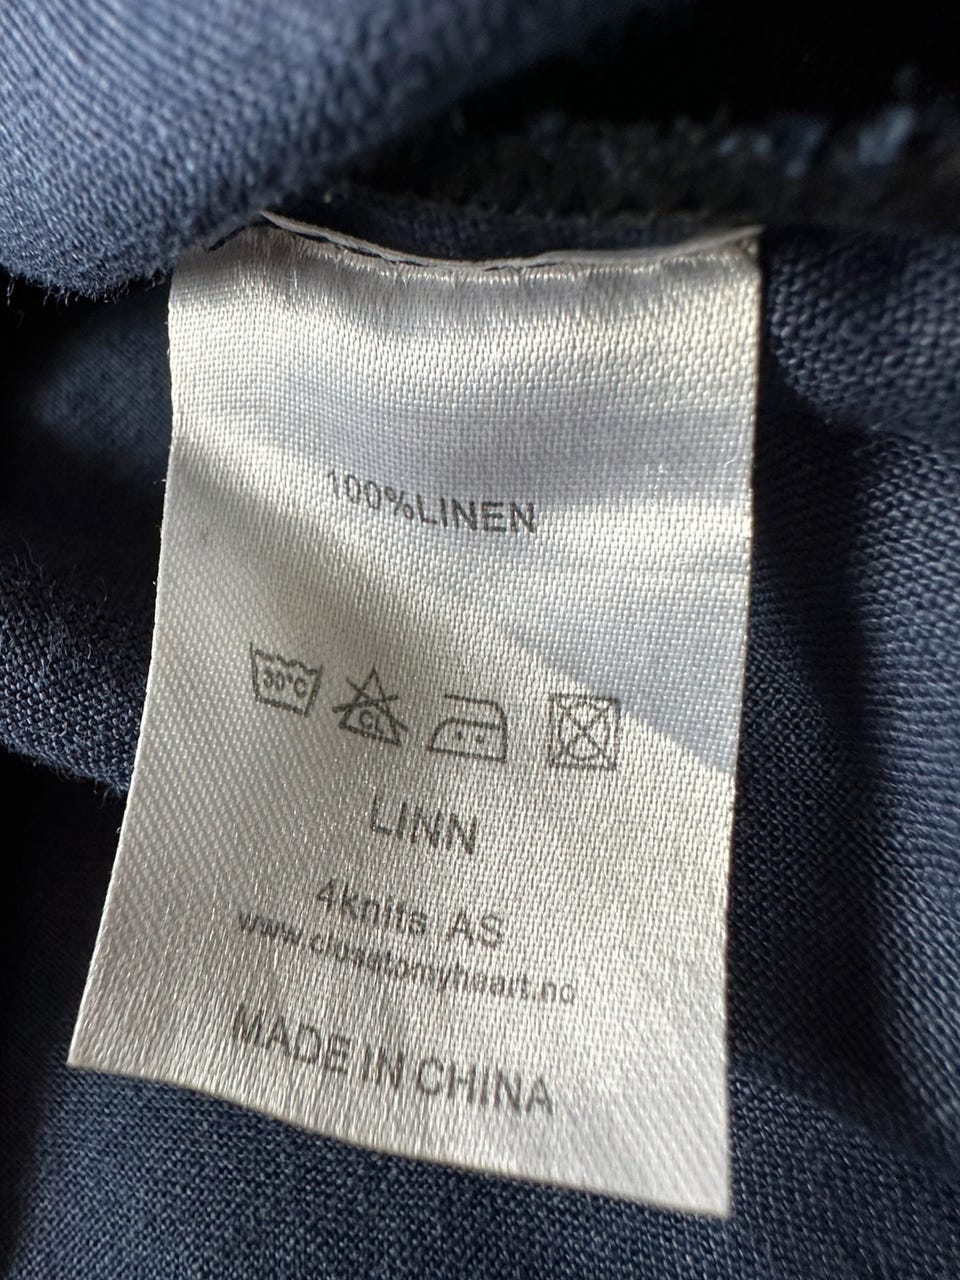 100%LINEN
30°C
CL
LINN
4knits AS
www.closetomyheart.no
MADE IN CHINA